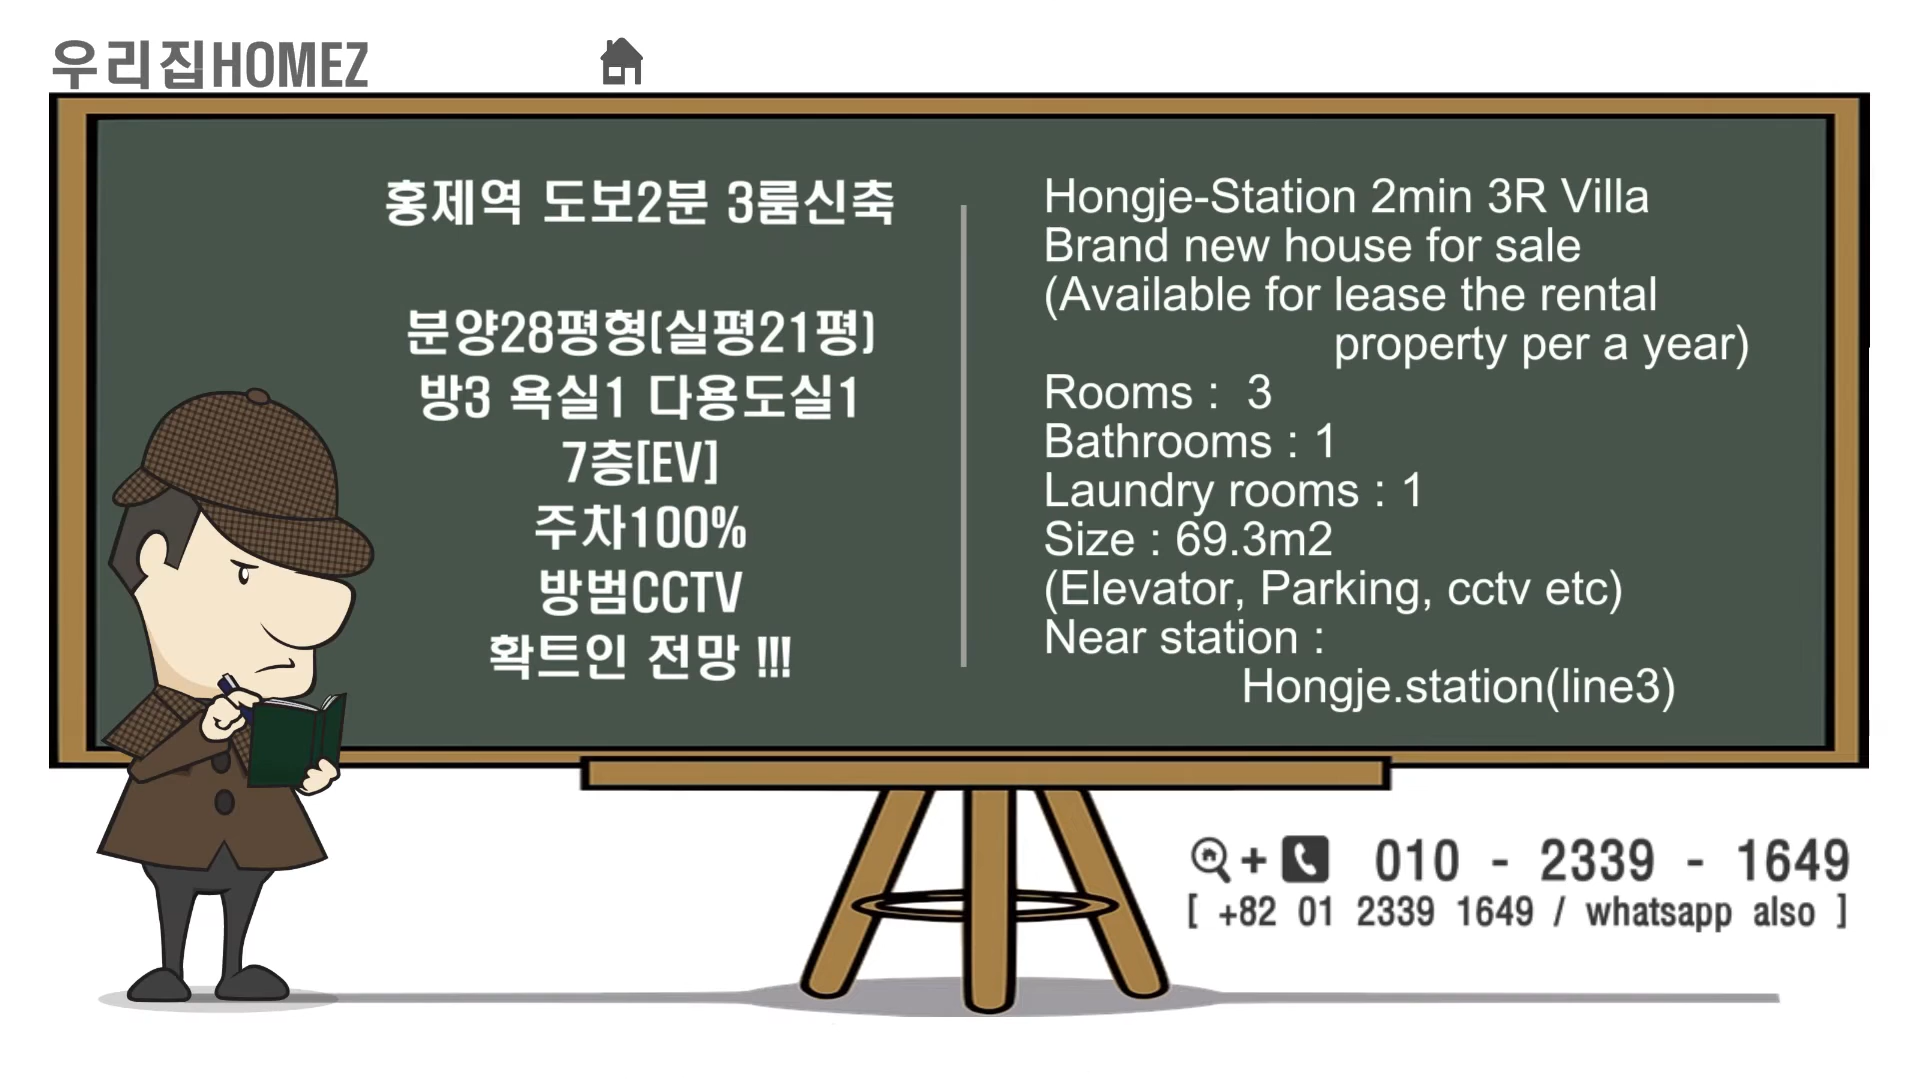 우리집HOMEZ
홍제역 도보2분 3룸신축
분양28평형(실평21평)
방3 욕실1 다용도실1
7층[EV]
주차100%
방범CCTV
확트인 전망 !!!
Hongje-Station 2min 3R Villa
Brand new house for sale
(Available for lease the rental
property per a year)
Rooms : 3
Bathrooms : 1
Laundry rooms : 1
Size : 69.3m2
(Elevator, Parking, cctv etc)
Near station :
Hongje.station(line3)
+ 010 - 2339 - 1649
[ +82 01 2339 1649 / whatsapp also ]